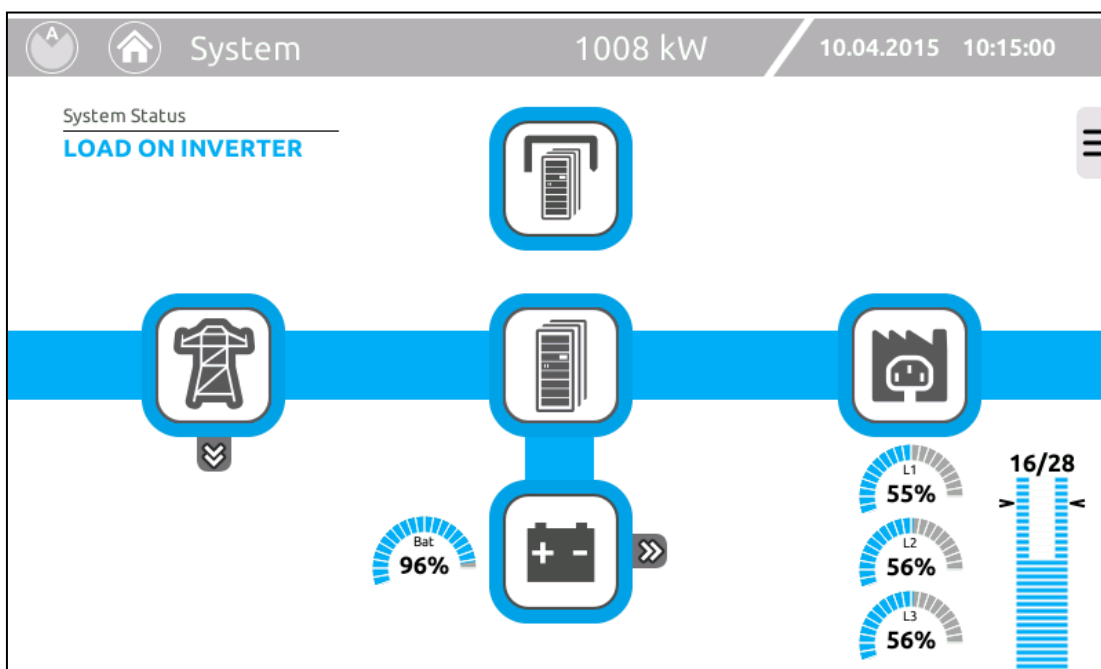 A System 1008 kW 10.04.2015 10:15:00
System Status
LOAD ON INVERTER
L1
55%
16/28
Bat
96%
L2
56%
L3
56%